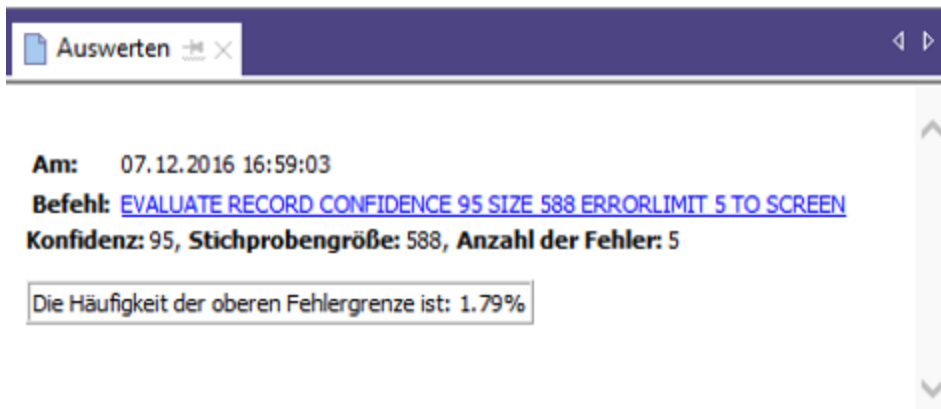 Auswerten
Am: 07.12.2016 16:59:03
Befehl: EVALUATE RECORD CONFIDENCE 95 SIZE 588 ERRORLIMIT 5 TO SCREEN
Konfidenz: 95, Stichprobengröße: 588, Anzahl der Fehler: 5
Die Häufigkeit der oberen Fehlergrenze ist: 1.79%